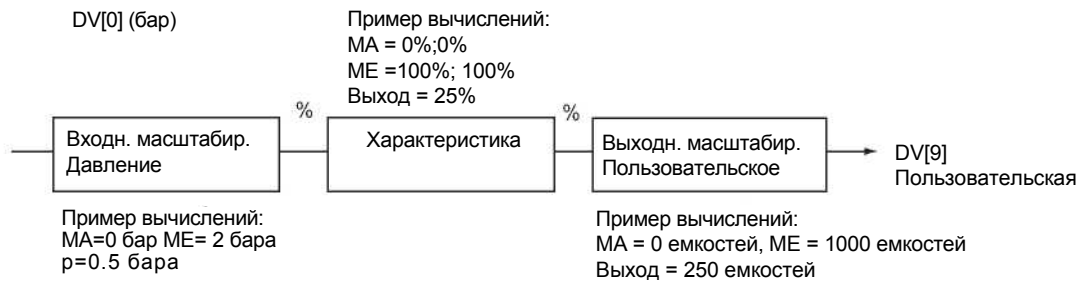 DV[0] (бар)
Пример вычислений:
MA = 0%;0%
ME =100%; 100%
Выход = 25%
%
%
Входн. масштабир.
Давление
Характеристика
Выходн. масштабир.
Пользовательское
DV[9]
Пользовательская
Пример вычислений:
MA=0 бар ME= 2 бара
p=0.5 бара
Пример вычислений:
MA = 0 емкостей, ME = 1000 емкостей
Выход = 250 емкостей